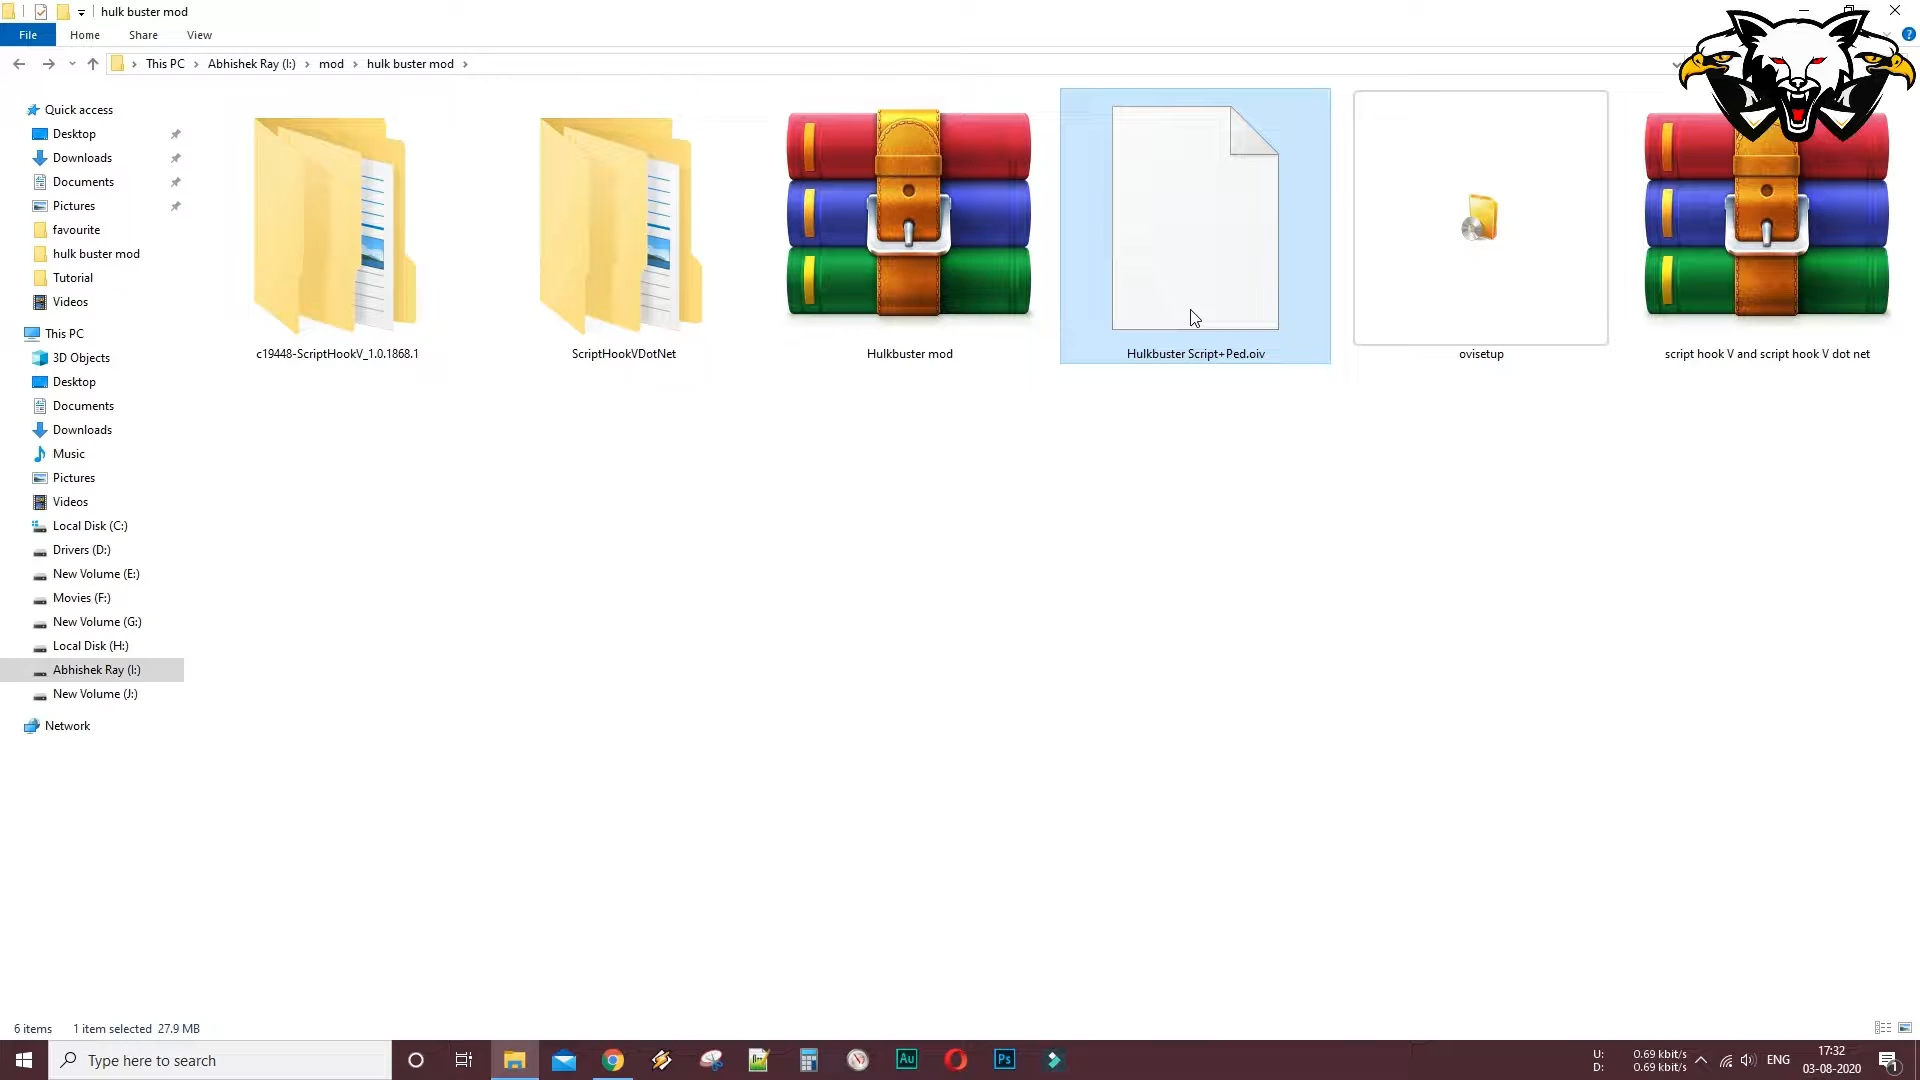 hulk buster mod
File Home Share View
This PC Abhishek Ray (I:) mod hulk buster mod
Quick access
Desktop
Downloads
Documents
Pictures
favourite
hulk buster mod
Tutorial
Videos
This PC
3D Objects
Desktop
Documents
Downloads
Music
Pictures
Videos
Local Disk (C:)
Drivers (D:)
New Volume (E:)
Movies (F:)
New Volume (G:)
Local Disk (H:)
Abhishek Ray (I:)
New Volume (J:)
Network
c19448-ScriptHookV_1.0.1868.1
ScriptHookVDotNet
Hulkbuster mod
Hulkbuster Script+Ped.oiv
ovisetup
script hook V and script hook V dot net
6 items 1 item selected 27.9 MB
Type here to search
Au
Ps
U: 0.69 kbit/s
D: 0.69 kbit/s
ENG
17:32
03-08-2020
1